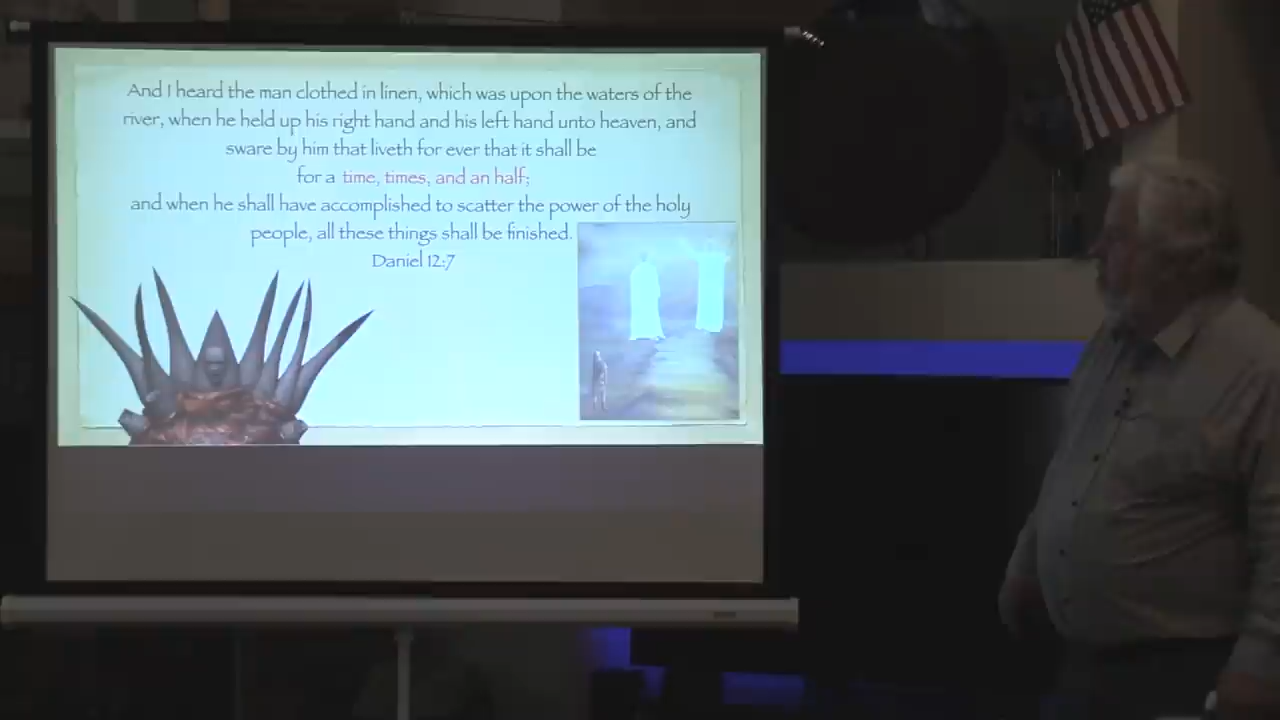 And I heard the man clothed in linen, which was upon the waters of the
river, when he held up his right hand and his left hand unto heaven, and
sware by him that liveth for ever that it shall be
for a time, times, and an half;
and when he shall have accomplished to scatter the power of the holy
people, all these things shall be finished.
Daniel 12:7